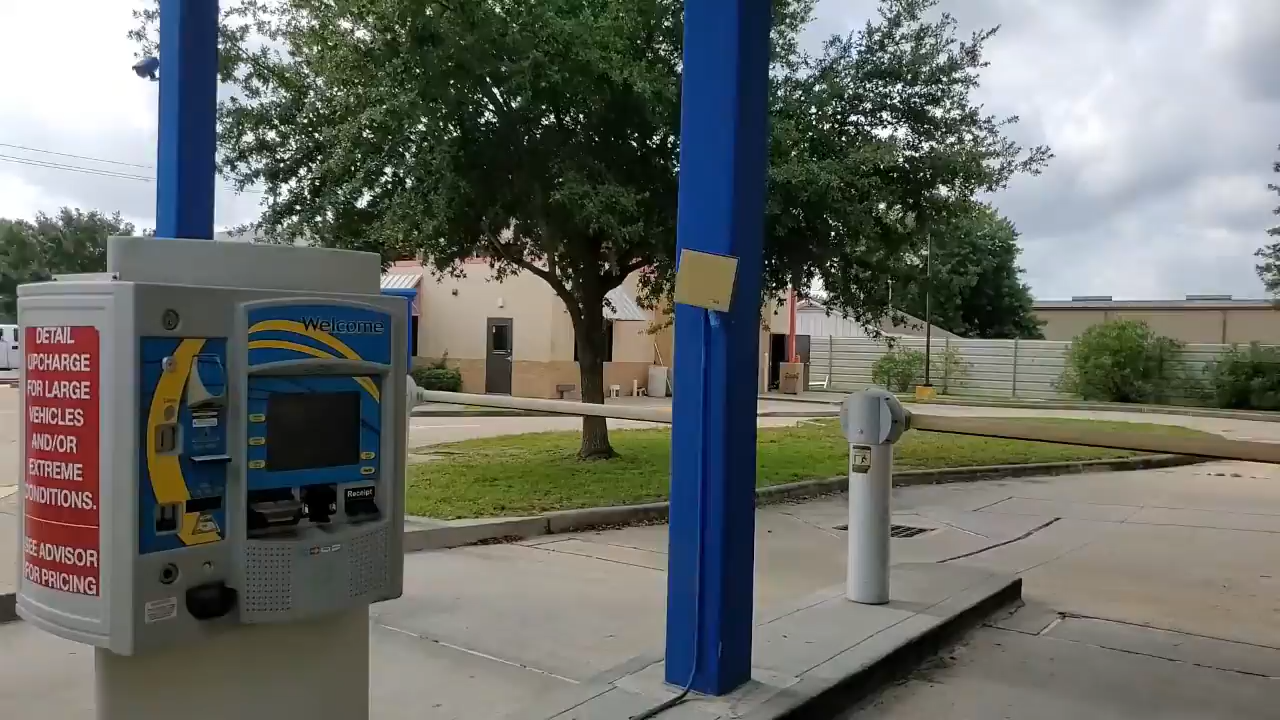 DETAIL
UPCHARGE
FOR LARGE
VEHICLES
AND/OR
EXTREME
CONDITIONS.
SEE ADVISOR
FOR PRICING
Welcome
Receipt